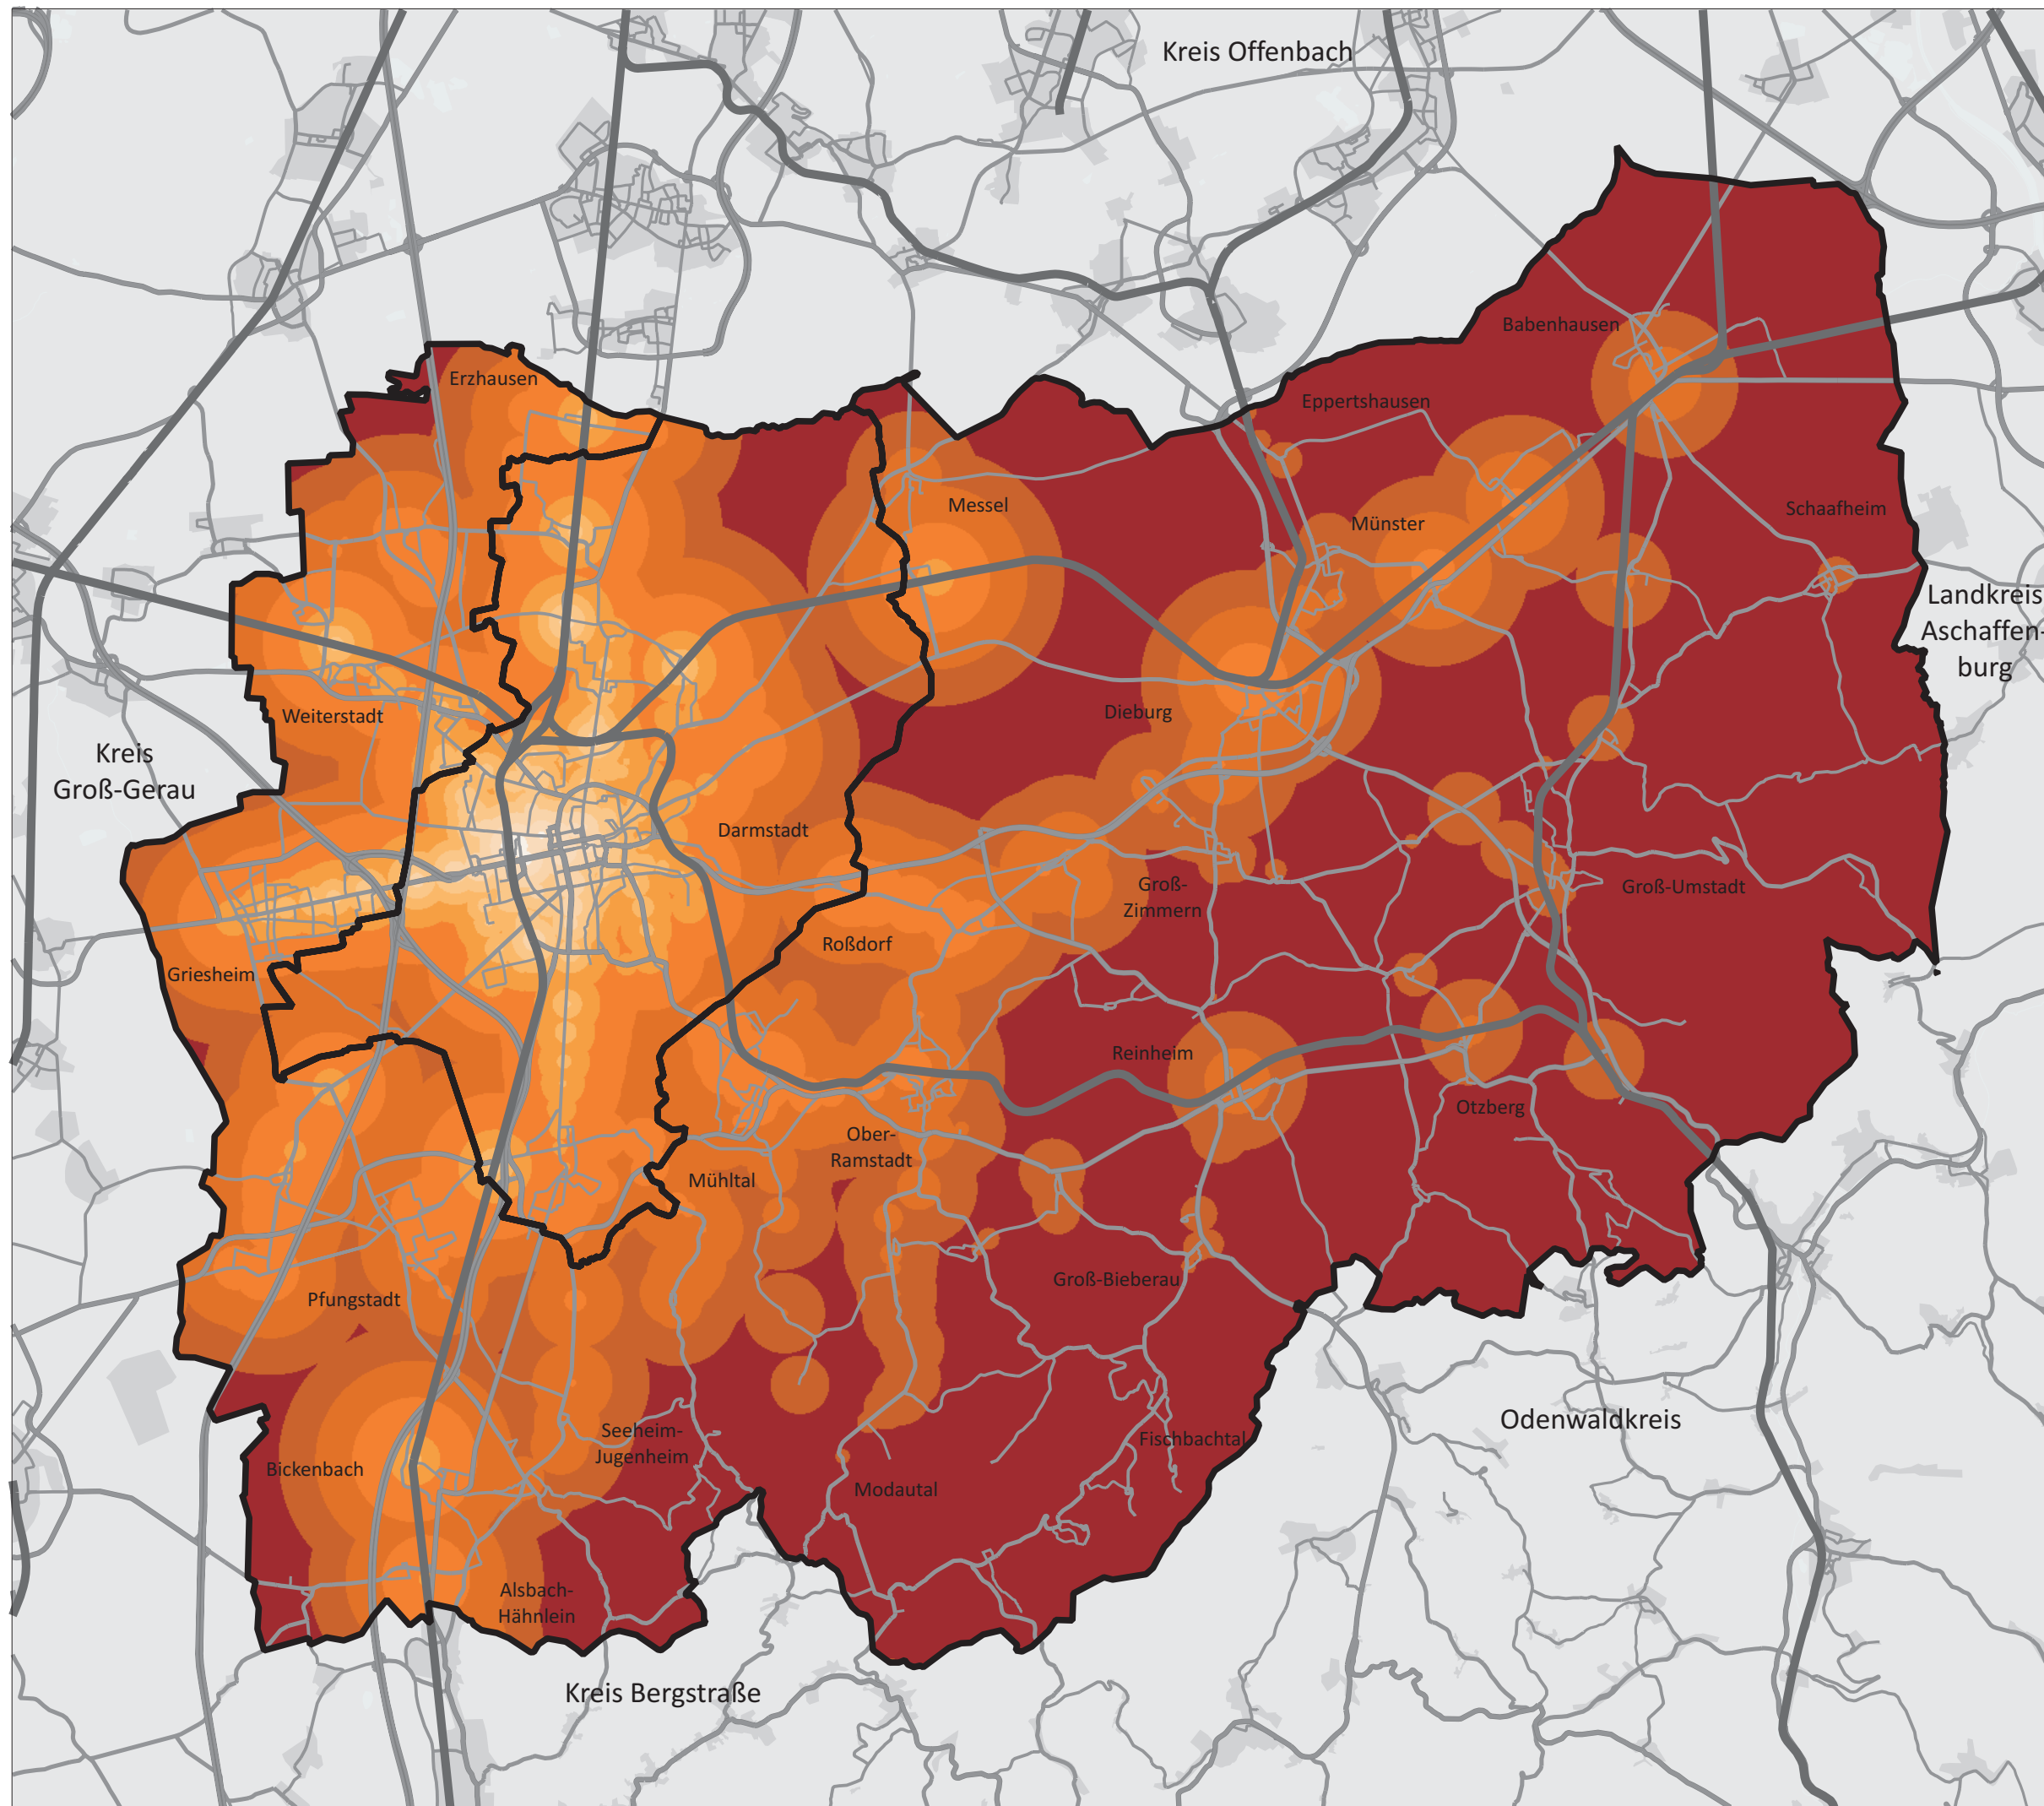 Kreis Offenbach
Babenhausen
Erzhausen
Eppertshausen
Messel
Schaafheim
Münster
Landkreis
Aschaffen-
burg
Dieburg
Weiterstadt
Kreis
Groß-Gerau
Darmstadt
Groß-
Zimmern
Groß-Umstadt
Roßdorf
Griesheim
Reinheim
Otzberg
Ober-
Ramstadt
Mühltal
Groß-Bieberau
Pfungstadt
Odenwaldkreis
Seeheim-
Jugenheim
Fischbachtal
Bickenbach
Modautal
Alsbach-
Hähnlein
Kreis Bergstraße